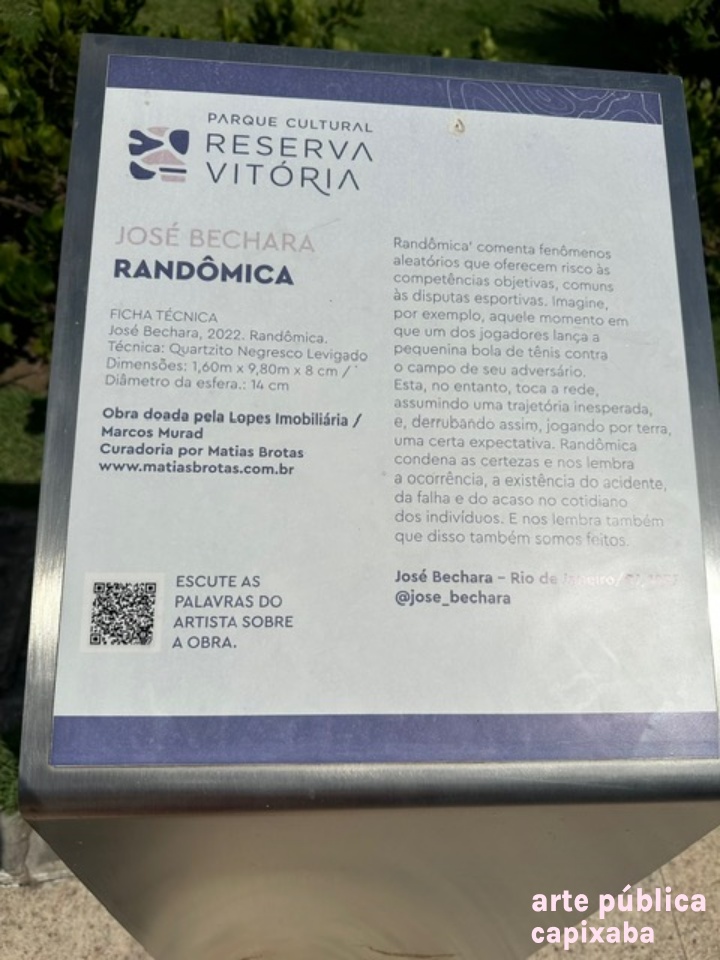 PARQUE CULTURAL
RESERVA
VITÓRIA
JOSÉ BECHARA
RANDÔMICA
FICHA TÉCNICA
José Bechara, 2022. Randômica.
Técnica: Quartzito Negresco Levigado
Dimensões: 1,60m x 9,80m x 8 cm /
Diâmetro da esfera.: 14 cm
Obra doada pela Lopes Imobiliária /
Marcos Murad
Curadoria por Matias Brotas
www.matiasbrotas.com.br
ESCUTE AS
PALAVRAS DO
ARTISTA SOBRE
A OBRA.
Randômica' comenta fenômenos
aleatórios que oferecem risco às
competências objetivas, comuns
às disputas esportivas. Imagine,
por exemplo, aquele momento em
que um dos jogadores lança a
pequenina bola de tênis contra
o campo de seu adversário.
Esta, no entanto, toca a rede,
assumindo uma trajetória inesperada,
e, derrubando assim, jogando por terra,
uma certa expectativa. Randômica
condena as certezas e nos lembra
a ocorrência, a existência do acidente,
da falha e do acaso no cotidiano
dos indivíduos. E nos lembra também
que disso também somos feitos.
José Bechara – Rio de Janeiro/
@jose_bechara
arte pública
capixaba